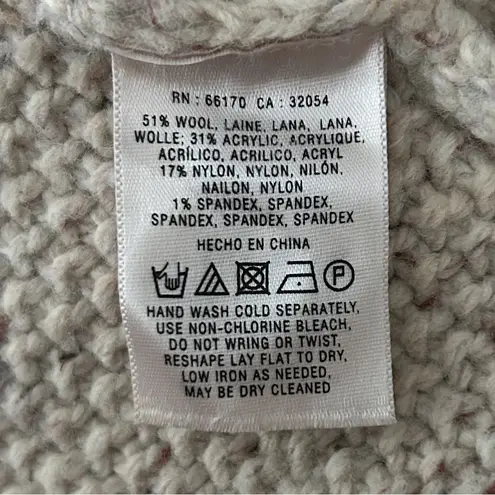 RN : 66170 CA : 32054
51% WOOL, LAINE, LANA, LANA,
WOLLE; 31% ACRYLIC, ACRYLIQUE,
ACRÍLICO, ACRILICO, ACRYL
17% NYLON, NYLON, NILÓN,
NAILON, NYLON
1% SPANDEX, SPANDEX,
SPANDEX, SPANDEX, SPANDEX
HECHO EN CHINA
P
HAND WASH COLD SEPARATELY,
USE NON-CHLORINE BLEACH,
DO NOT WRING OR TWIST,
RESHAPE LAY FLAT TO DRY,
LOW IRON AS NEEDED,
MAY BE DRY CLEANED